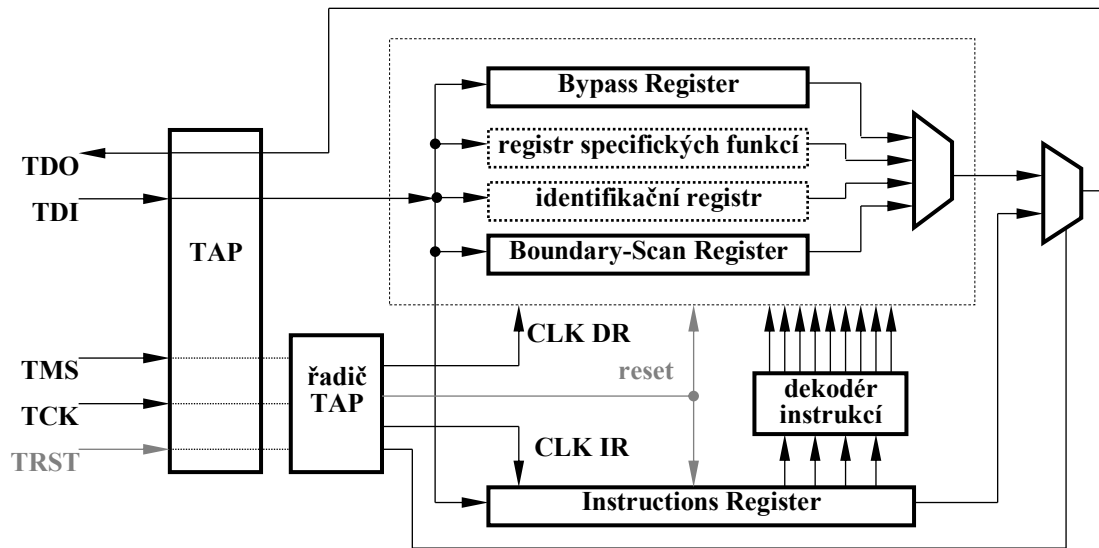 Bypass Register
registr specifických funkcí
identifikační registr
Boundary-Scan Register
TDO
TDI
TAP
TMS
TCK
TRST
řadič
TAP
CLK DR
reset
CLK IR
dekodér
instrukcí
Instructions Register